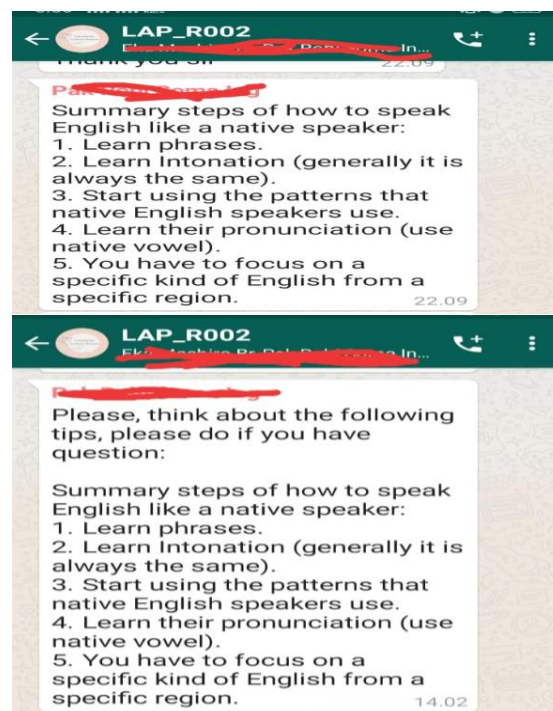 LAP_R002
Thank you Sir
22.09
Summary steps of how to speak
English like a native speaker:
1. Learn phrases.
2. Learn Intonation (generally it is
always the same).
3. Start using the patterns that
native English speakers use.
4. Learn their pronunciation (use
native vowel).
5. You have to focus on a
specific kind of English from a
specific region.
22.09
LAP_R002
Please, think about the following
tips, please do if you have
question:
Summary steps of how to speak
English like a native speaker:
1. Learn phrases.
2. Learn Intonation (generally it is
always the same).
3. Start using the patterns that
native English speakers use.
4. Learn their pronunciation (use
native vowel).
5. You have to focus on a
specific kind of English from a
specific region.
14.02